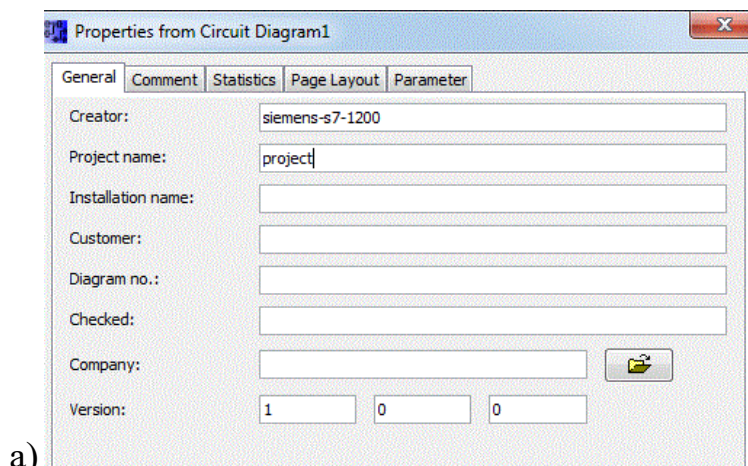 Properties from Circuit Diagram1
General Comment Statistics Page Layout Parameter
Creator: siemens-s7-1200
Project name: project
Installation name:
Customer:
Diagram no.:
Checked:
Company:
Version: 1 0 0
a)